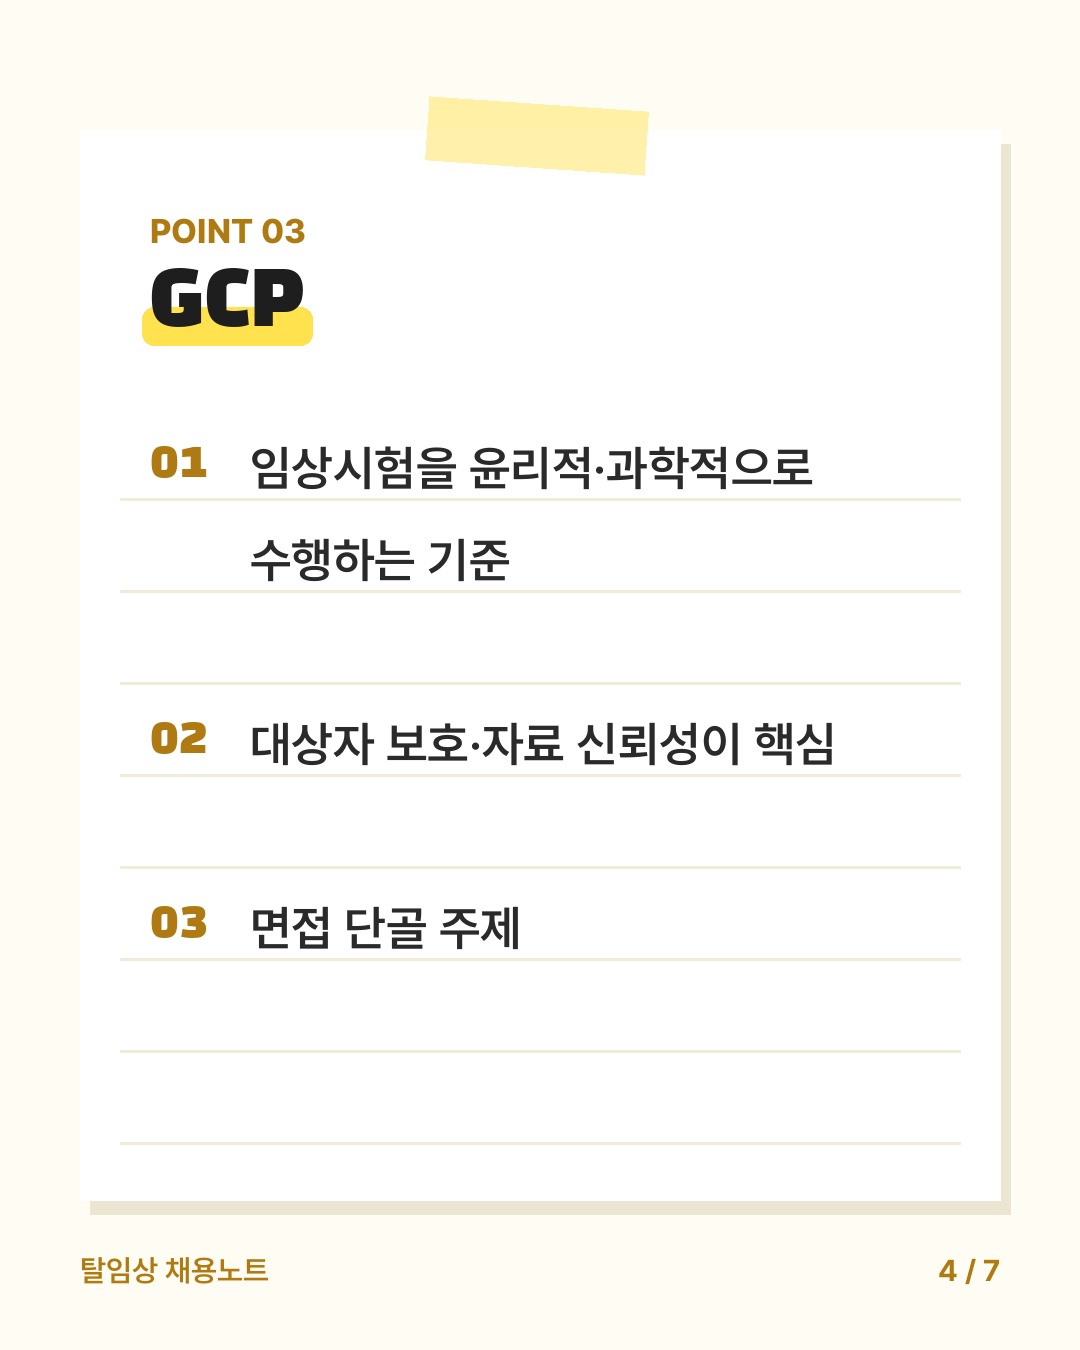 POINT 03
GCP
01 임상시험을 윤리적·과학적으로
수행하는 기준
02 대상자 보호·자료 신뢰성이 핵심
03 면접 단골 주제
탈임상 채용노트
4 / 7